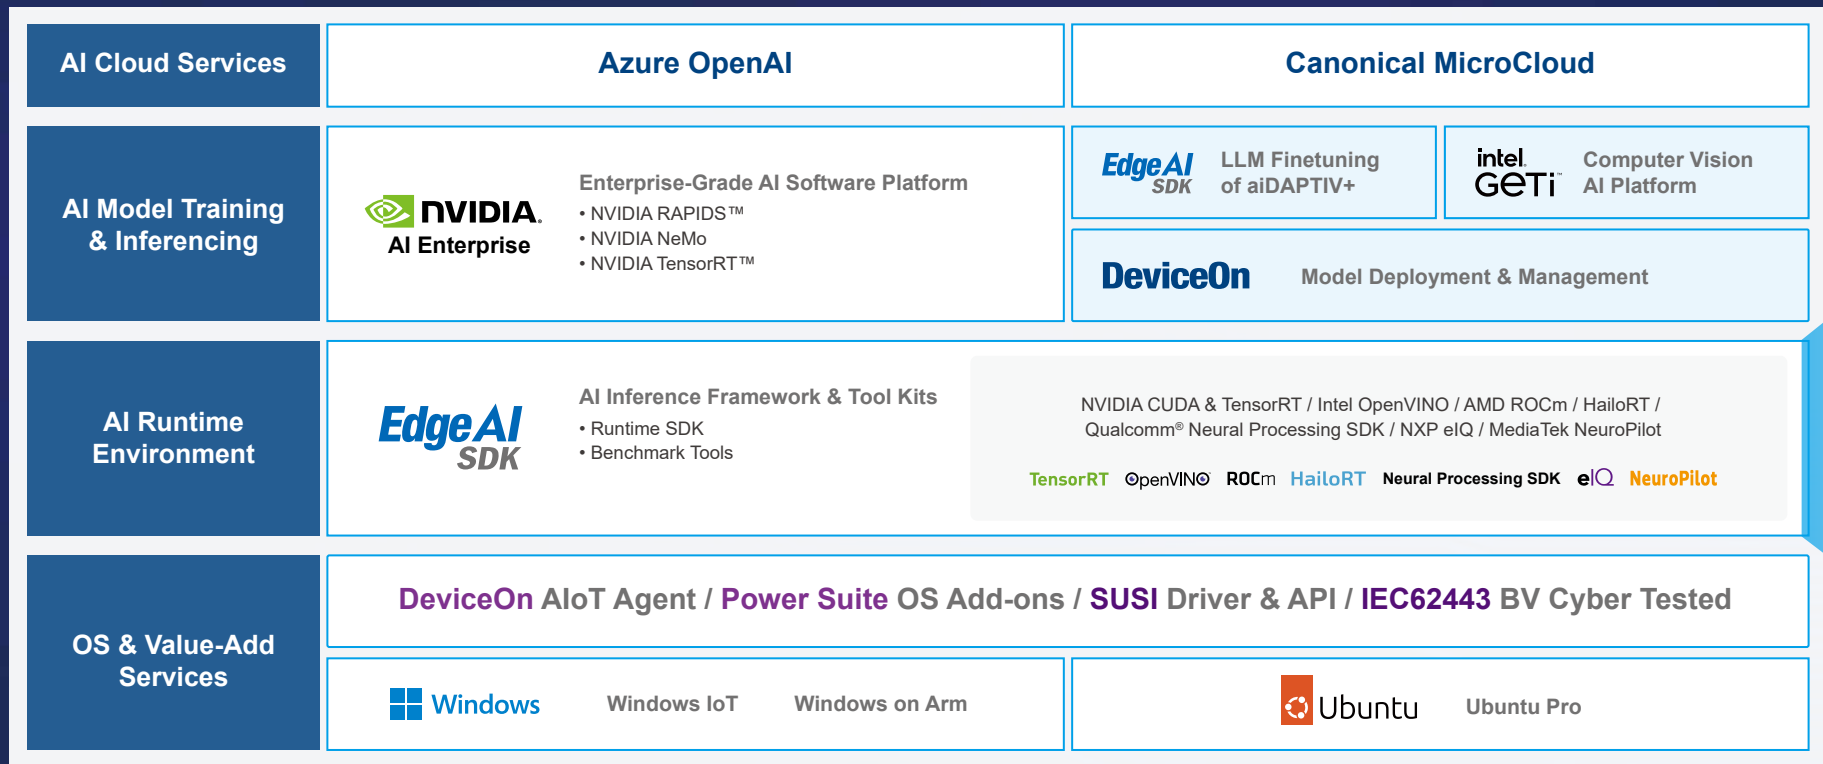 AI Cloud Services
Azure OpenAI
Canonical MicroCloud
AI Model Training
& Inferencing
NVIDIA.
AI Enterprise
Enterprise-Grade AI Software Platform
• NVIDIA RAPIDS™
• NVIDIA NeMo
• NVIDIA TensorRT™
Edge AI
SDK
LLM Finetuning
of aiDAPTIV+
intel.
GETi™
Computer Vision
AI Platform
DeviceOn
Model Deployment & Management
AI Runtime
Environment
Edge AI
SDK
AI Inference Framework & Tool Kits
• Runtime SDK
• Benchmark Tools
NVIDIA CUDA & TensorRT / Intel OpenVINO / AMD ROCm / HailoRT /
Qualcomm® Neural Processing SDK / NXP eIQ / MediaTek NeuroPilot
TensorRT OpenVINO ROCm HailoRT Neural Processing SDK eIQ NeuroPilot
OS & Value-Add
Services
DeviceOn AIoT Agent / Power Suite OS Add-ons / SUSI Driver & API / IEC62443 BV Cyber Tested
Windows
Windows IoT
Windows on Arm
Ubuntu
Ubuntu Pro